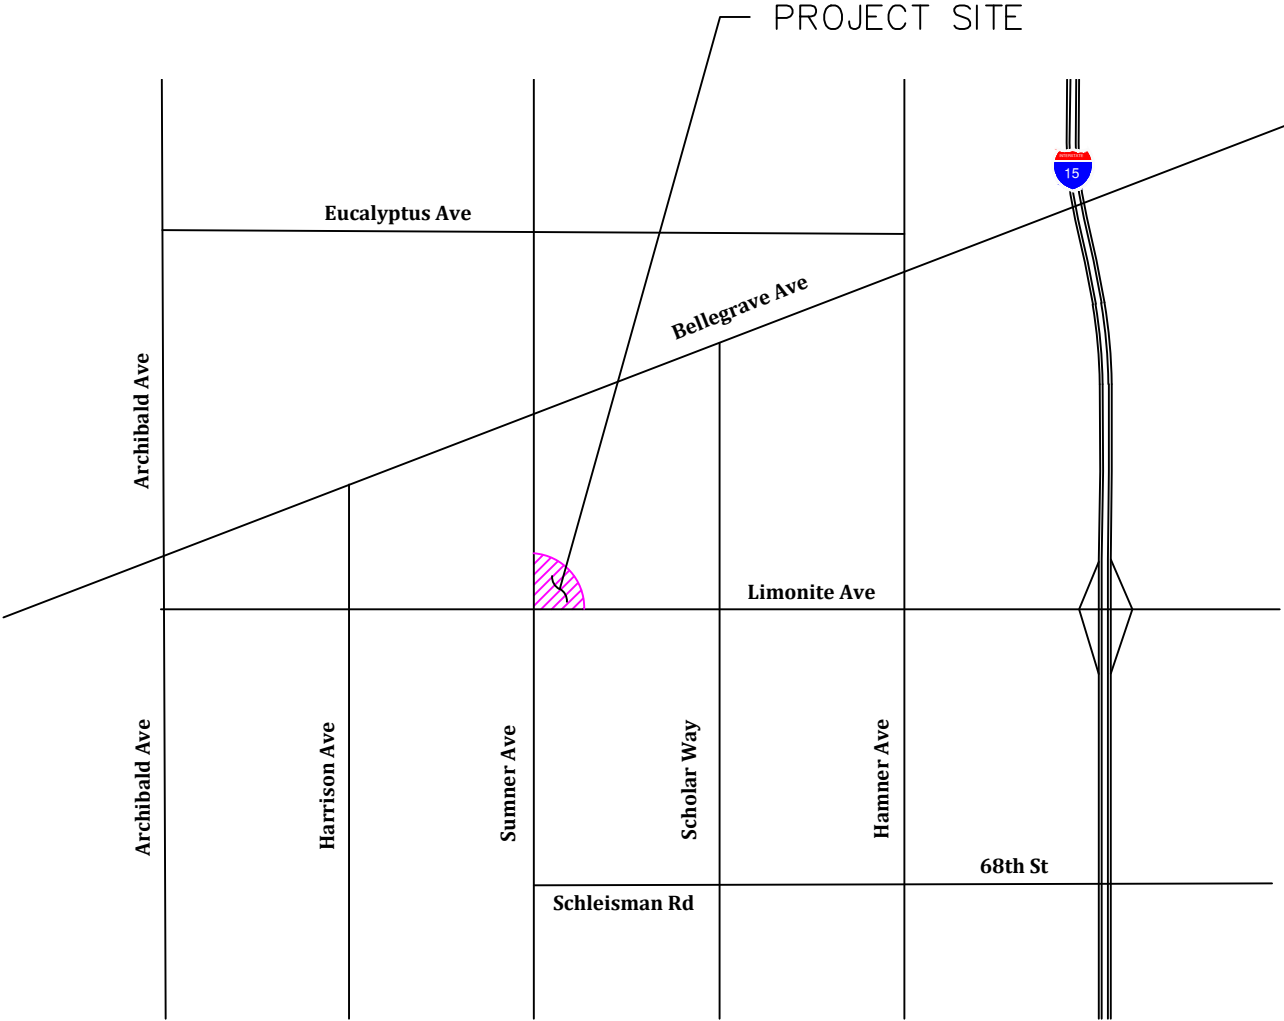 PROJECT SITE
INTERSTATE
15
Eucalyptus Ave
Bellegrave Ave
Archibald Ave
Limonite Ave
Archibald Ave
Harrison Ave
Sumner Ave
Scholar Way
Hamner Ave
68th St
Schleisman Rd